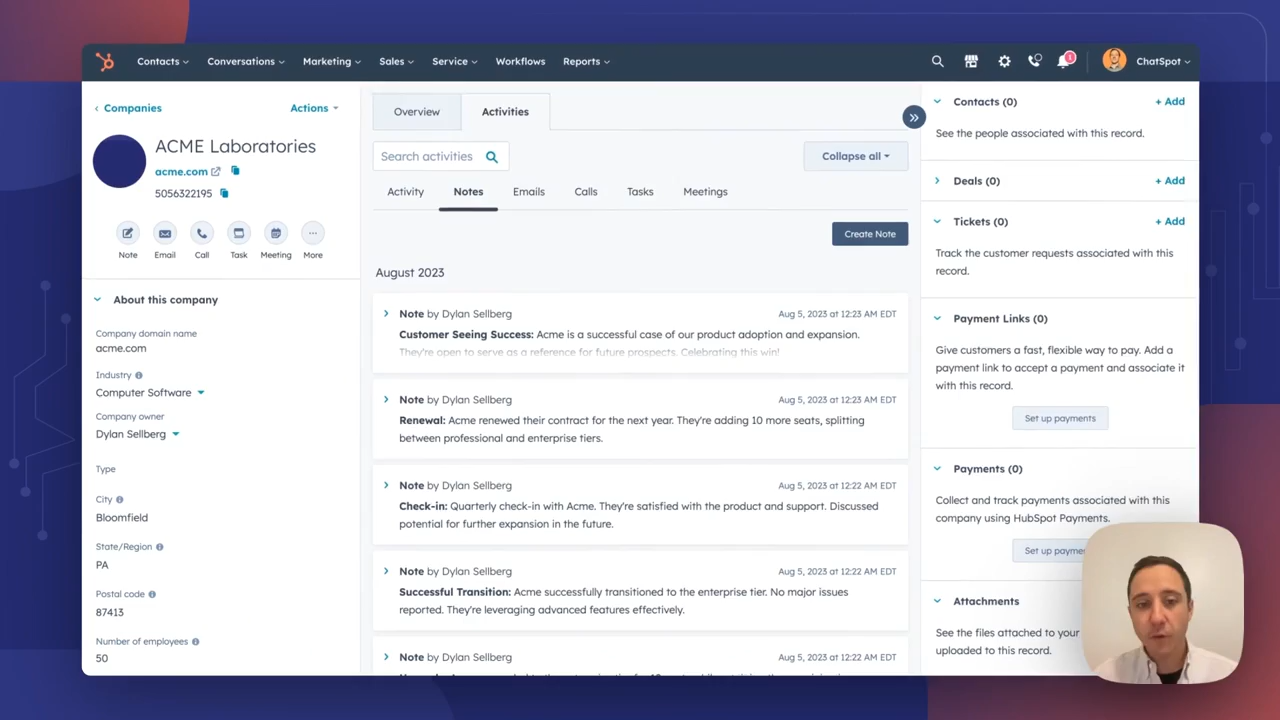 Contacts
Conversations
Marketing
Sales
Service
Workflows
Reports
1
ChatSpot
Companies
Actions
ACME Laboratories
acme.com
5056322195
Note
Email
Call
Task
Meeting
More
About this company
Company domain name
acme.com
Industry
Computer Software
Company owner
Dylan Sellberg
Type
City
Bloomfield
State/Region
PA
Postal code
87413
Number of employees
50
Overview
Activities
Search activities
Collapse all
Activity
Notes
Emails
Calls
Tasks
Meetings
Create Note
August 2023
Note by Dylan Sellberg
Aug 5, 2023 at 12:23 AM EDT
Customer Seeing Success: Acme is a successful case of our product adoption and expansion.
They're open to serve as a reference for future prospects. Celebrating this win!
Note by Dylan Sellberg
Aug 5, 2023 at 12:23 AM EDT
Renewal: Acme renewed their contract for the next year. They're adding 10 more seats, splitting
between professional and enterprise tiers.
Note by Dylan Sellberg
Aug 5, 2023 at 12:22 AM EDT
Check-in: Quarterly check-in with Acme. They're satisfied with the product and support. Discussed
potential for further expansion in the future.
Note by Dylan Sellberg
Aug 5, 2023 at 12:22 AM EDT
Successful Transition: Acme successfully transitioned to the enterprise tier. No major issues
reported. They're leveraging advanced features effectively.
Note by Dylan Sellberg
Aug 5, 2023 at 12:22 AM EDT
Contacts (0)
+ Add
See the people associated with this record.
Deals (0)
+ Add
Tickets (0)
+ Add
Track the customer requests associated with this
record.
Payment Links (0)
Give customers a fast, flexible way to pay. Add a
payment link to accept a payment and associate it
with this record.
Set up payments
Payments (0)
Collect and track payments associated with this
company using HubSpot Payments.
Set up
Attachments
See the files attached to your
uploaded to this record.